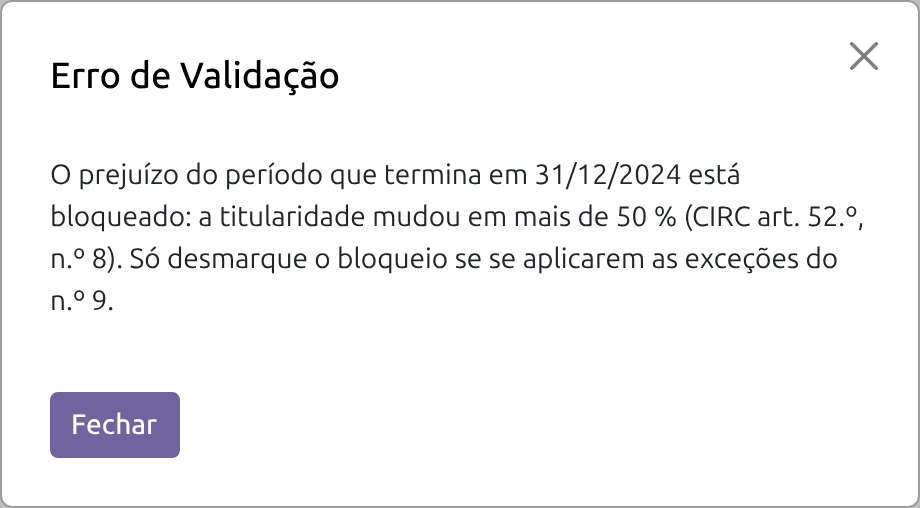 Erro de Validação
O prejuízo do período que termina em 31/12/2024 está
bloqueado: a titularidade mudou em mais de 50 % (CIRC art. 52.º,
n.º 8). Só desmarque o bloqueio se se aplicarem as exceções do
n.º 9.
Fechar